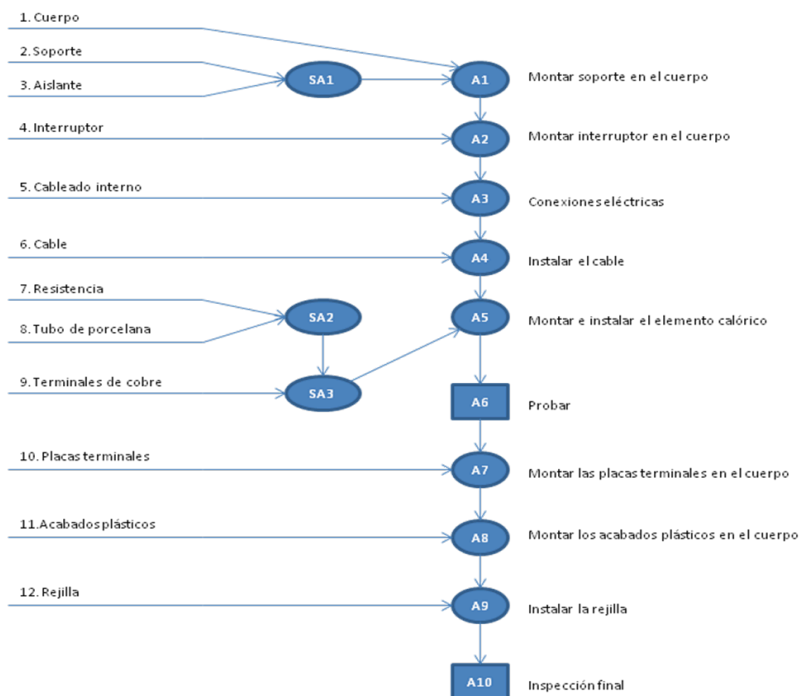 1. Cuerpo
2. Soporte
3. Aislante
SA1
A1
Montar soporte en el cuerpo
4. Interruptor
A2
Montar interruptor en el cuerpo
5. Cableado interno
A3
Conexiones eléctricas
6. Cable
A4
Instalar el cable
7. Resistencia
8. Tubo de porcelana
SA2
A5
Montar e instalar el elemento calórico
9. Terminales de cobre
SA3
A6
Probar
10. Placas terminales
A7
Montar las placas terminales en el cuerpo
11. Acabados plásticos
A8
Montar los acabados plásticos en el cuerpo
12. Rejilla
A9
Instalar la rejilla
A10
Inspección final